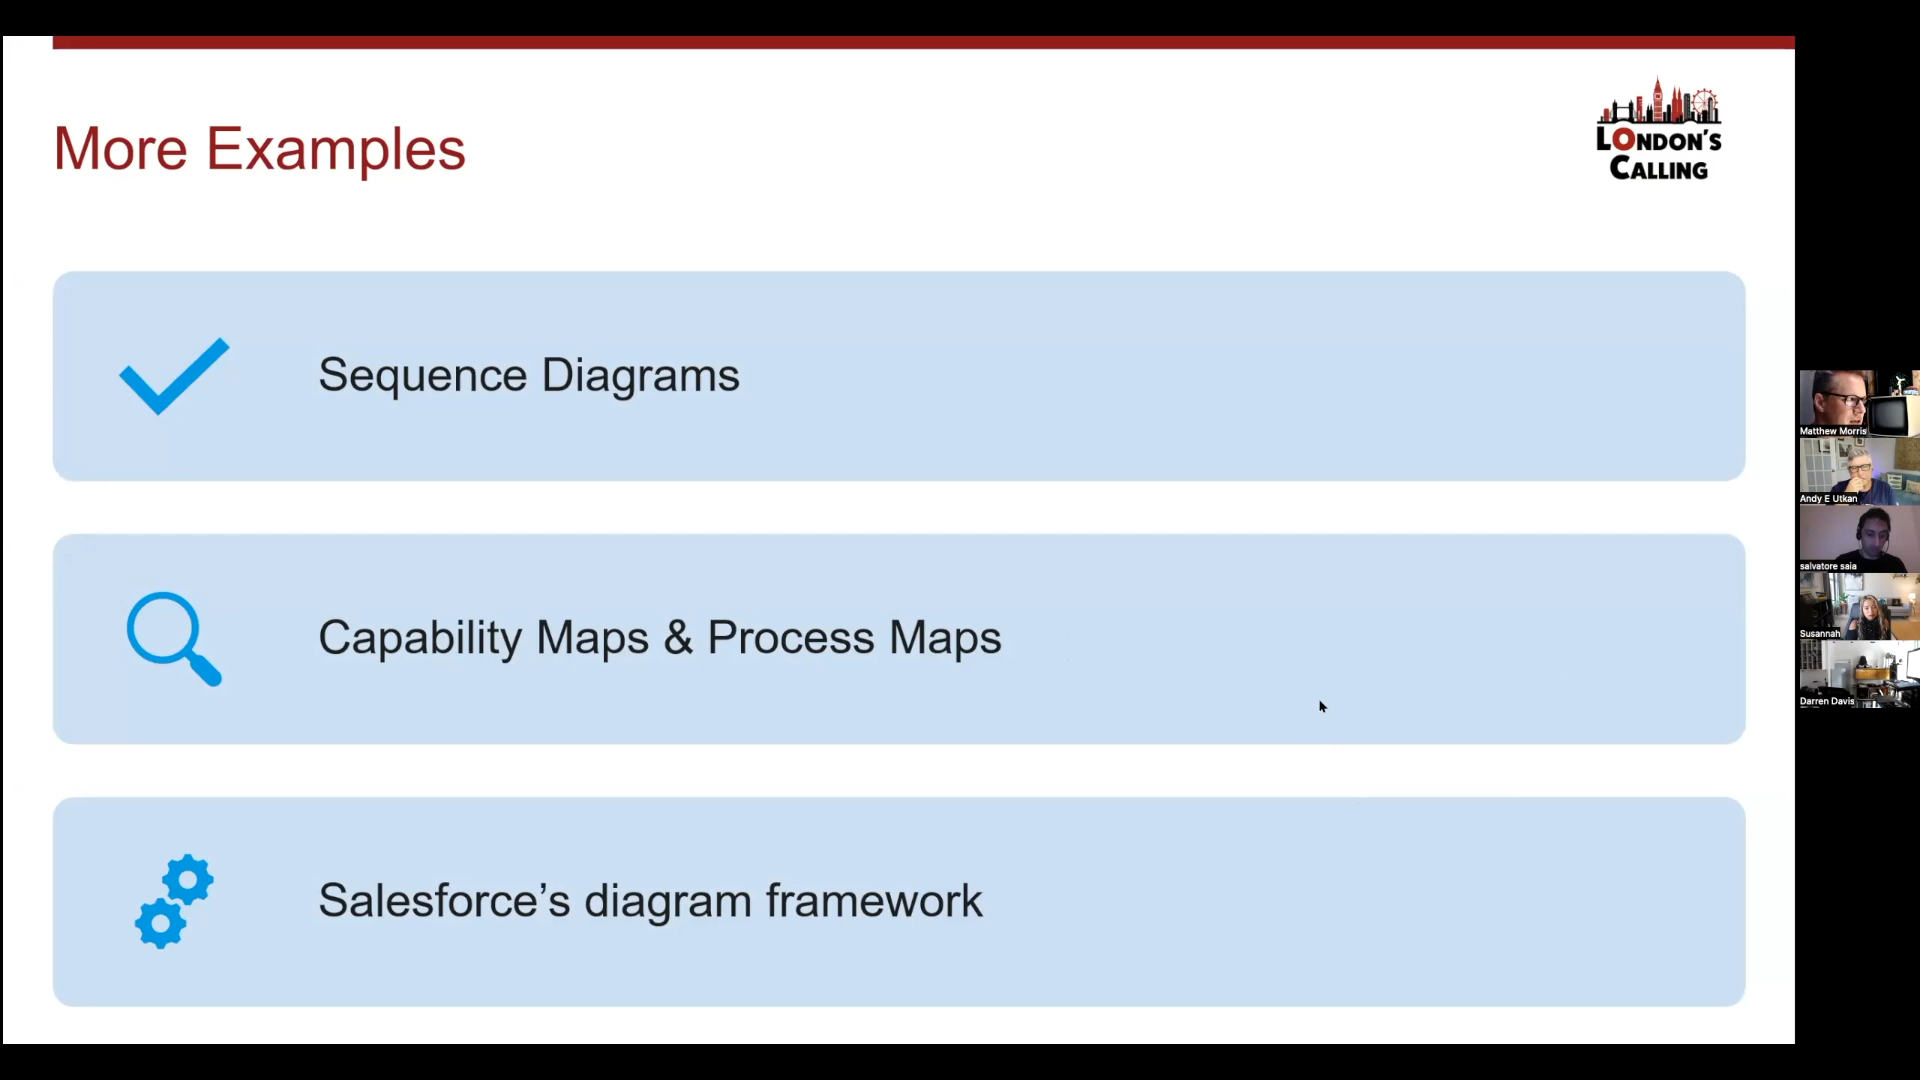 More Examples
LONDON'S
CALLING
Sequence Diagrams
Capability Maps & Process Maps
Salesforce's diagram framework
Matthew Morris
Andy E Utkan
salvatore saia
Susannah
Darren Davis